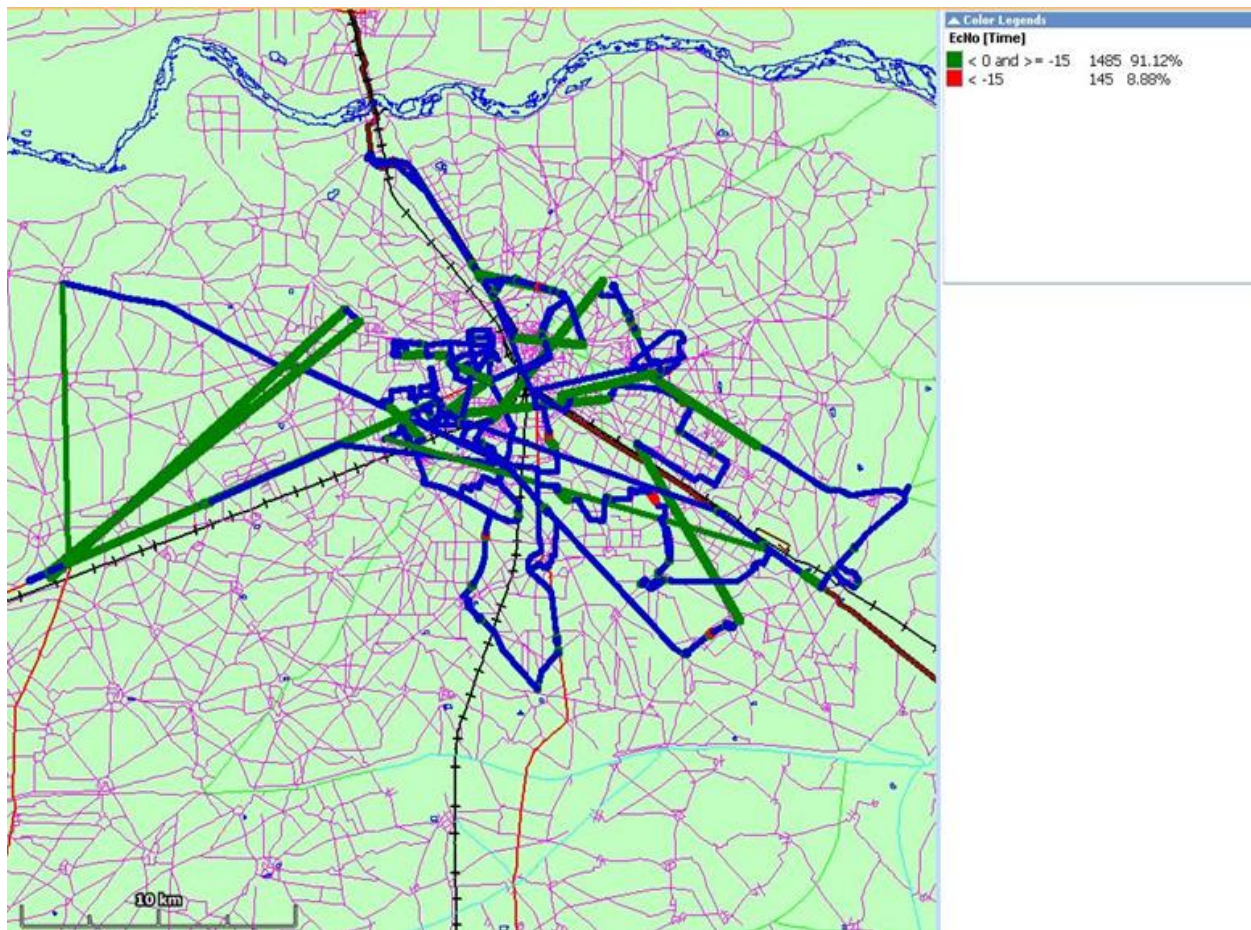 Color Legends
EcNo [Time]
< 0 and >= -15 1485 91.12%
< -15 145 8.88%
10 km